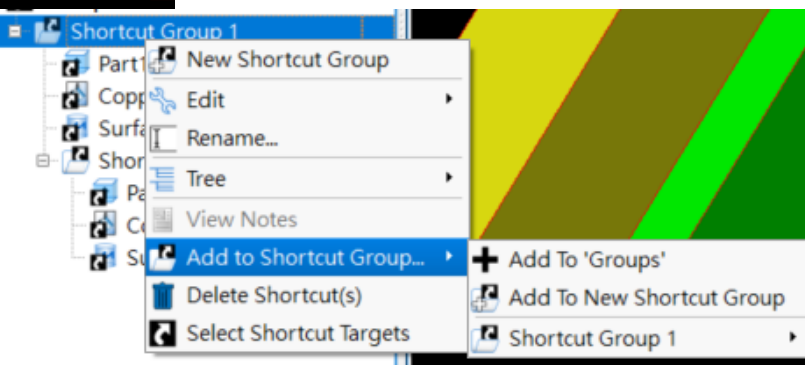 Shortcut Group 1
Part1
New Shortcut Group
Copp
Edit
Surfa
Rename...
Shor
Tree
Pa
View Notes
Co
Su
Add to Shortcut Group...
Add To 'Groups'
Delete Shortcut(s)
Add To New Shortcut Group
Select Shortcut Targets
Shortcut Group 1